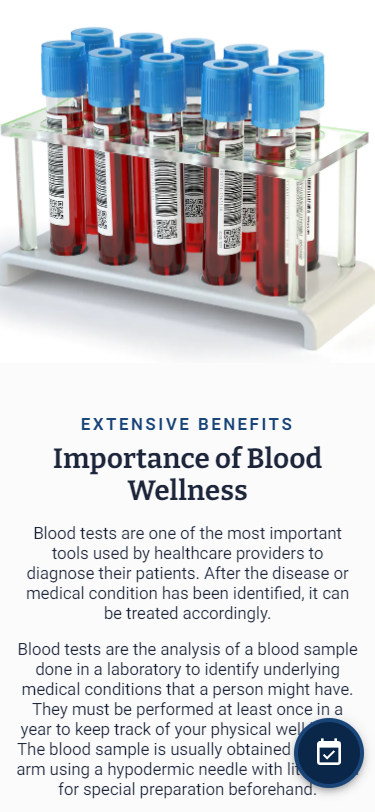 EXTENSIVE BENEFITS
Importance of Blood
Wellness
Blood tests are one of the most important
tools used by healthcare providers to
diagnose their patients. After the disease or
medical condition has been identified, it can
be treated accordingly.
Blood tests are the analysis of a blood sample
done in a laboratory to identify underlying
medical conditions that a person might have.
They must be performed at least once in a
year to keep track of your physical
The blood sample is usually obtained
arm using a hypodermic needle with
for special preparation beforehand.